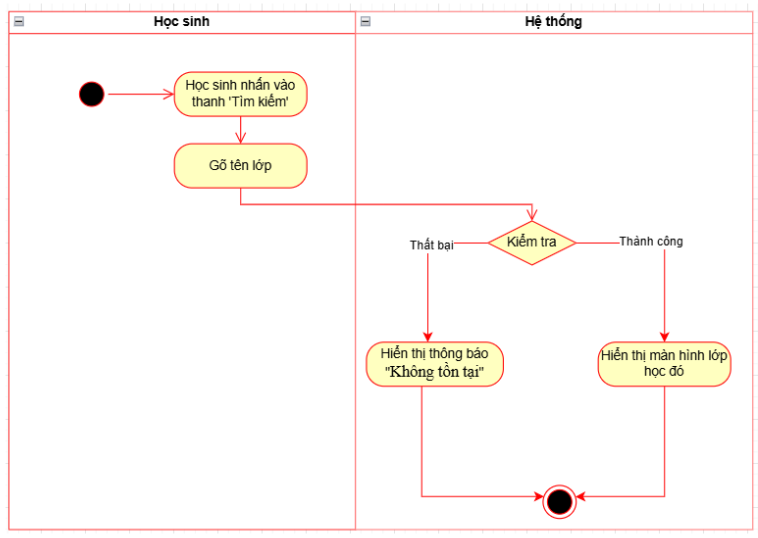 Học sinh
Hệ thống
Học sinh nhấn vào
thanh 'Tìm kiếm'
Gõ tên lớp
Kiểm tra
Thất bại
Thành công
Hiển thị thông báo
"Không tồn tại"
Hiển thị màn hình lớp
học đó